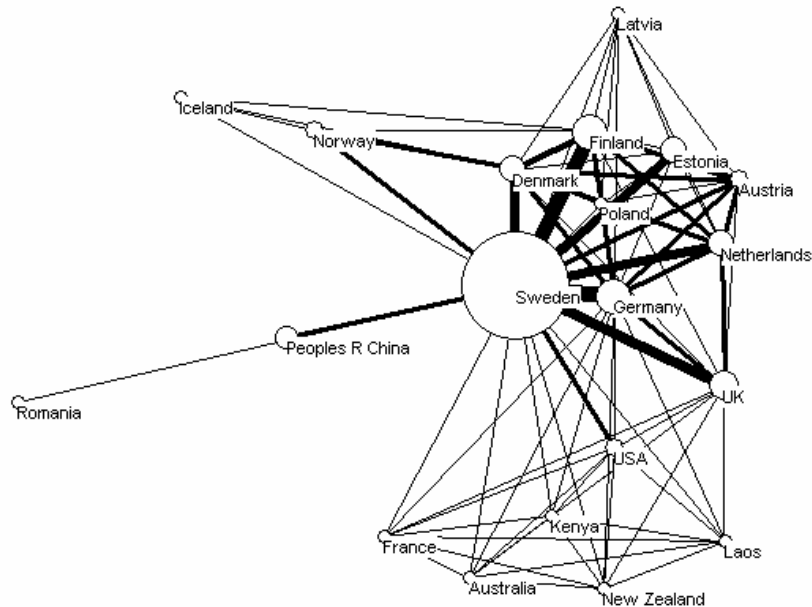 Latvia
Iceland
Norway
Finland
Estonia
Denmark
Austria
Poland
Netherlands
Sweden
Germany
Peoples R China
UK
Romania
USA
Kenya
France
Laos
Australia
New Zealand